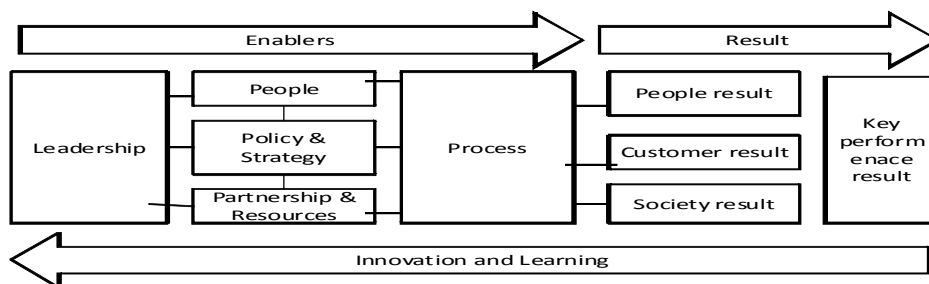 Enablers
Result
Leadership
People
Policy &
Strategy
Partnership &
Resources
Process
People result
Customer result
Society result
Key
perform
enace
result
Innovation and Learning